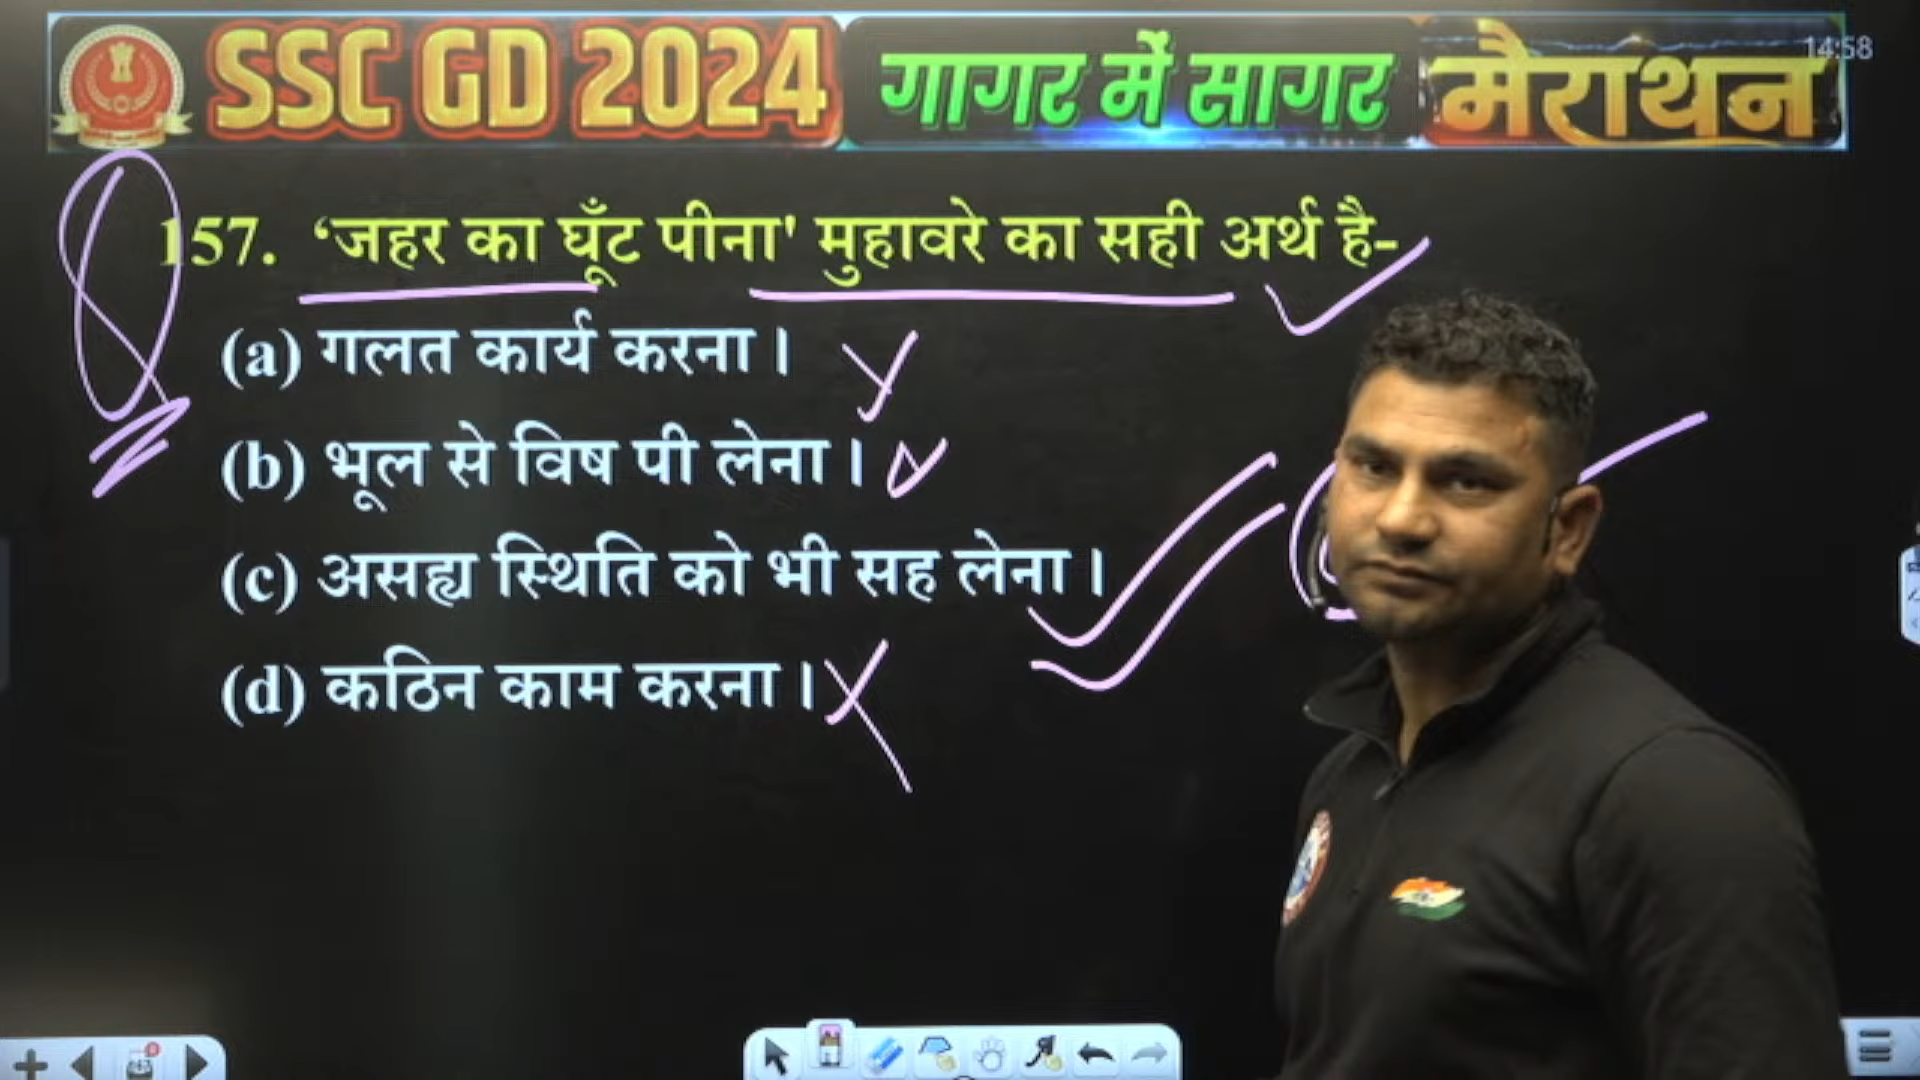 SSC GD 2024 गागर में सागर मैराथन
14:58
157. ‘जहर का घूँट पीना' मुहावरे का सही अर्थ है-
(a) गलत कार्य करना।
(b) भूल से विष पी लेना।
(c) असह्य स्थिति को भी सह लेना।
(d) कठिन काम करना।